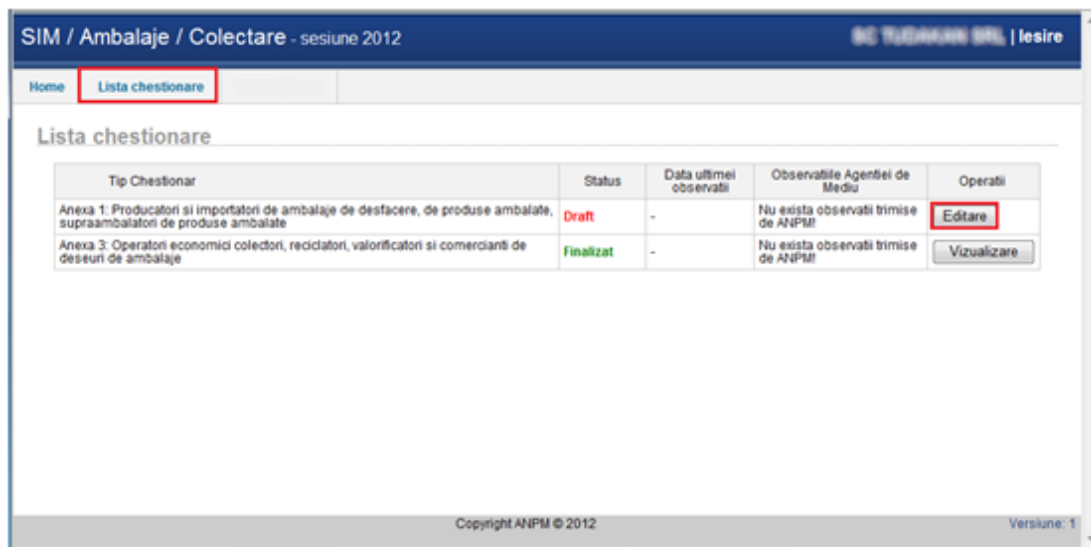 SIM / Ambalaje / Colectare - sesiune 2012
| Iesire
Home Lista chestionare
Lista chestionare
Tip Chestionar Status Data ultimei observatii Observatiile Agentiei de Mediu Operatii
Anexa 1: Producatori si importatori de ambalaje de desfacere, de produse ambalate,
supraambalatori de produse ambalate
Draft
-
Nu exista observatii trimise
de ANPM!
Editare
Anexa 3: Operatori economici colectori, reciclatori, valorificatori si comercianti de
deseuri de ambalaje
Finalizat
-
Nu exista observatii trimise
de ANPM!
Vizualizare
Copyright ANPM © 2012
Versiune: 1